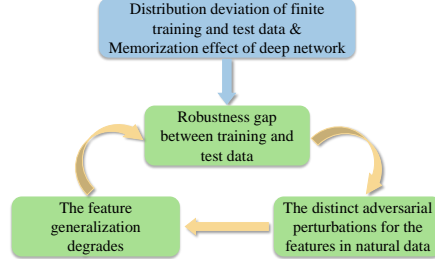 Distribution deviation of finite
training and test data &
Memorization effect of deep network
Robustness gap
between training and
test data
The feature
generalization
degrades
The distinct adversarial
perturbations for the
features in natural data